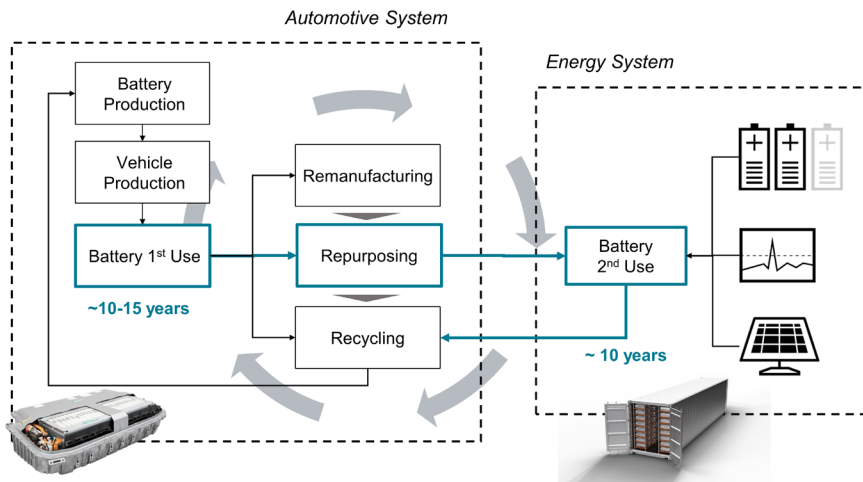 Automotive System
Energy System
Battery
Production
Vehicle
Production
Remanufacturing
Battery 1st Use
Repurposing
Battery
2nd Use
~10-15 years
Recycling
~ 10 years